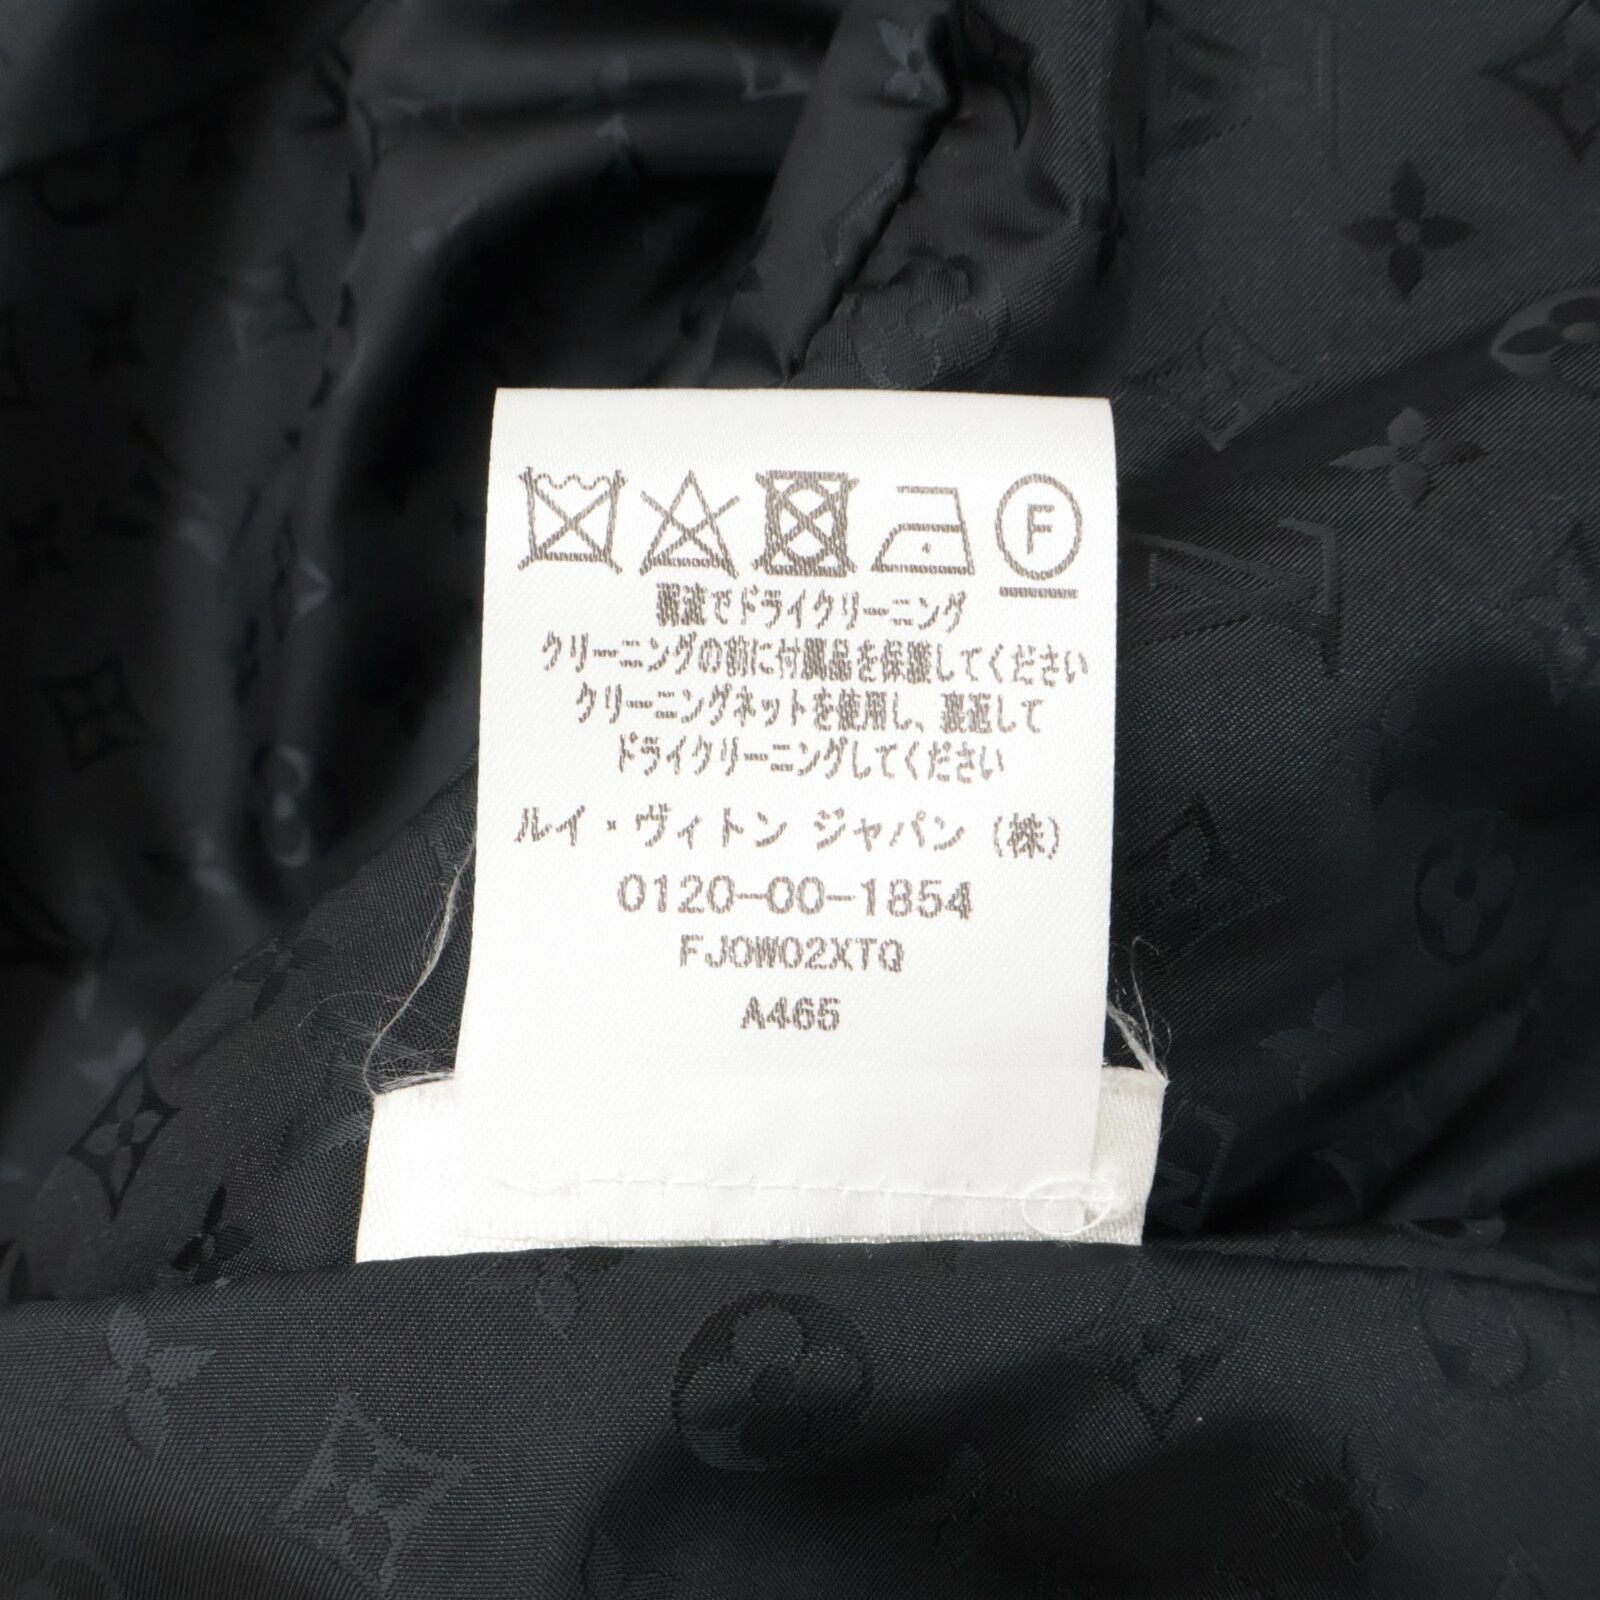 F
弱流でドライクリーニング
クリーニングの前に付属品を保護してください
クリーニングネットを使用し、裏返して
ドライクリーニングしてください
ルイ・ヴィトン ジャパン (株)
0120-00-1854
FJOW02XTQ
A465